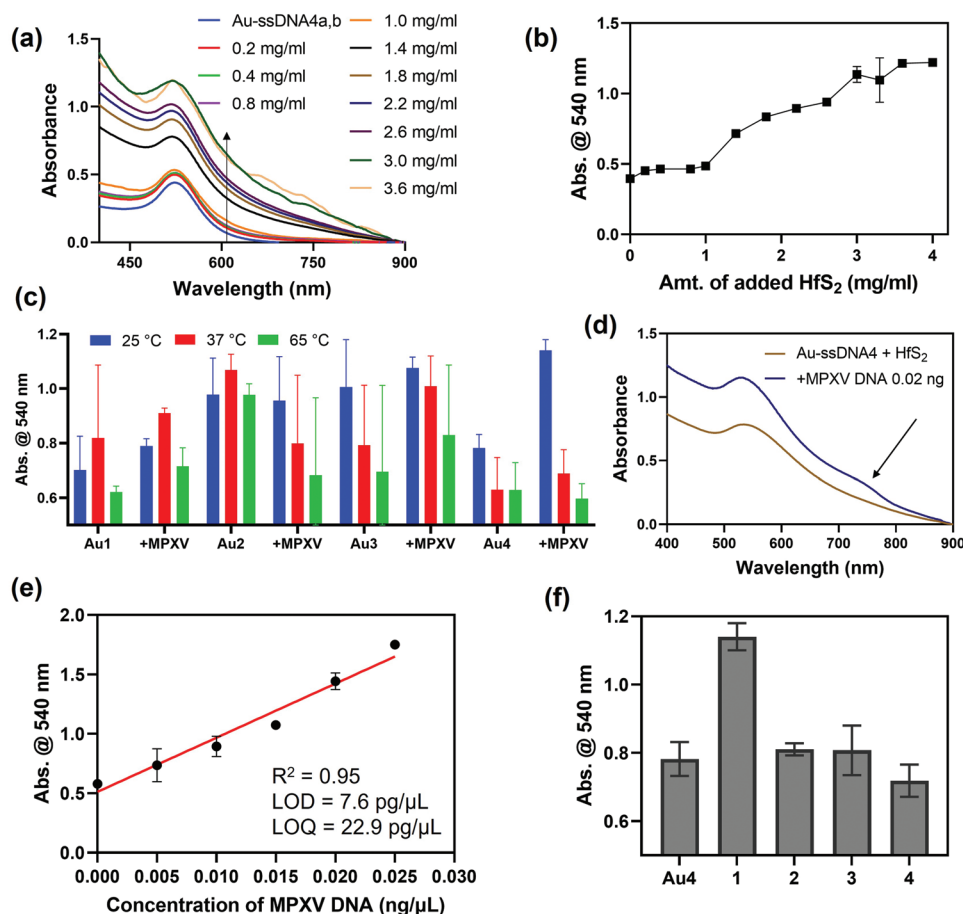 (a)
Au-ssDNA4a,b
0.2 mg/ml
0.4 mg/ml
0.8 mg/ml
1.0 mg/ml
1.4 mg/ml
1.8 mg/ml
2.2 mg/ml
2.6 mg/ml
3.0 mg/ml
3.6 mg/ml
Absorbance
1.5
1.0
0.5
0.0
450 600 750 900
Wavelength (nm)
(b)
Abs. @ 540 nm
1.5
1.0
0.5
0.0
0 1 2 3 4
Amt. of added HfS₂ (mg/ml)
(c)
25 °C 37 °C 65 °C
Abs. @ 540 nm
1.2
1.0
0.8
0.6
Au1 +MPXV Au2 +MPXV Au3 +MPXV Au4 +MPXV
(d)
Au-ssDNA4 + HfS₂
+MPXV DNA 0.02 ng
Absorbance
1.5
1.0
0.5
0.0
400 500 600 700 800 900
Wavelength (nm)
(e)
Abs. @ 540 nm
2.0
1.5
1.0
0.5
0.0
R² = 0.95
LOD = 7.6 pg/µL
LOQ = 22.9 pg/µL
0.000 0.005 0.010 0.015 0.020 0.025 0.030
Concentration of MPXV DNA (ng/µL)
(f)
Abs. @ 540 nm
1.2
1.0
0.8
0.6
Au4 1 2 3 4